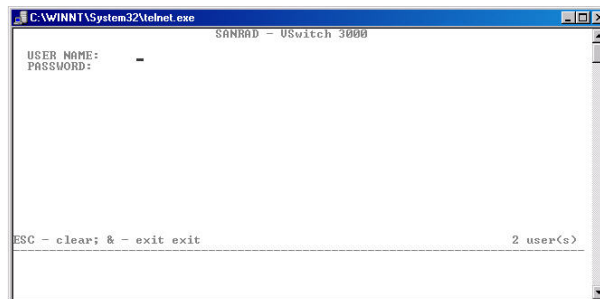 C:\WINNT\System32\telnet.exe
SANRAD - VSwitch 3000
USER NAME:
PASSWORD:
ESC - clear; & - exit exit 2 user(s)